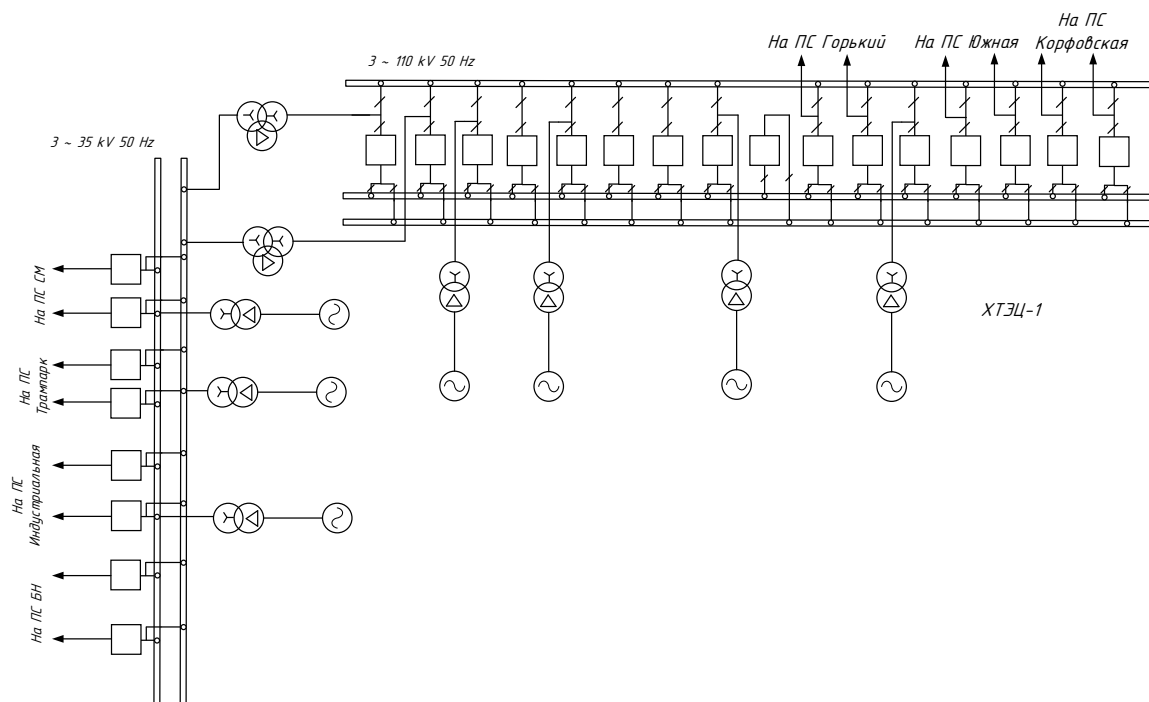 На ПС
На ПС Горький
На ПС Южная
Корфовская
3 ~ 110 kV 50 Hz
3 ~ 35 kV 50 Hz
На ПС СМ
ХТЭЦ-1
На ПС
Трампарк
На ПС
Индустриальная
На ПС БН